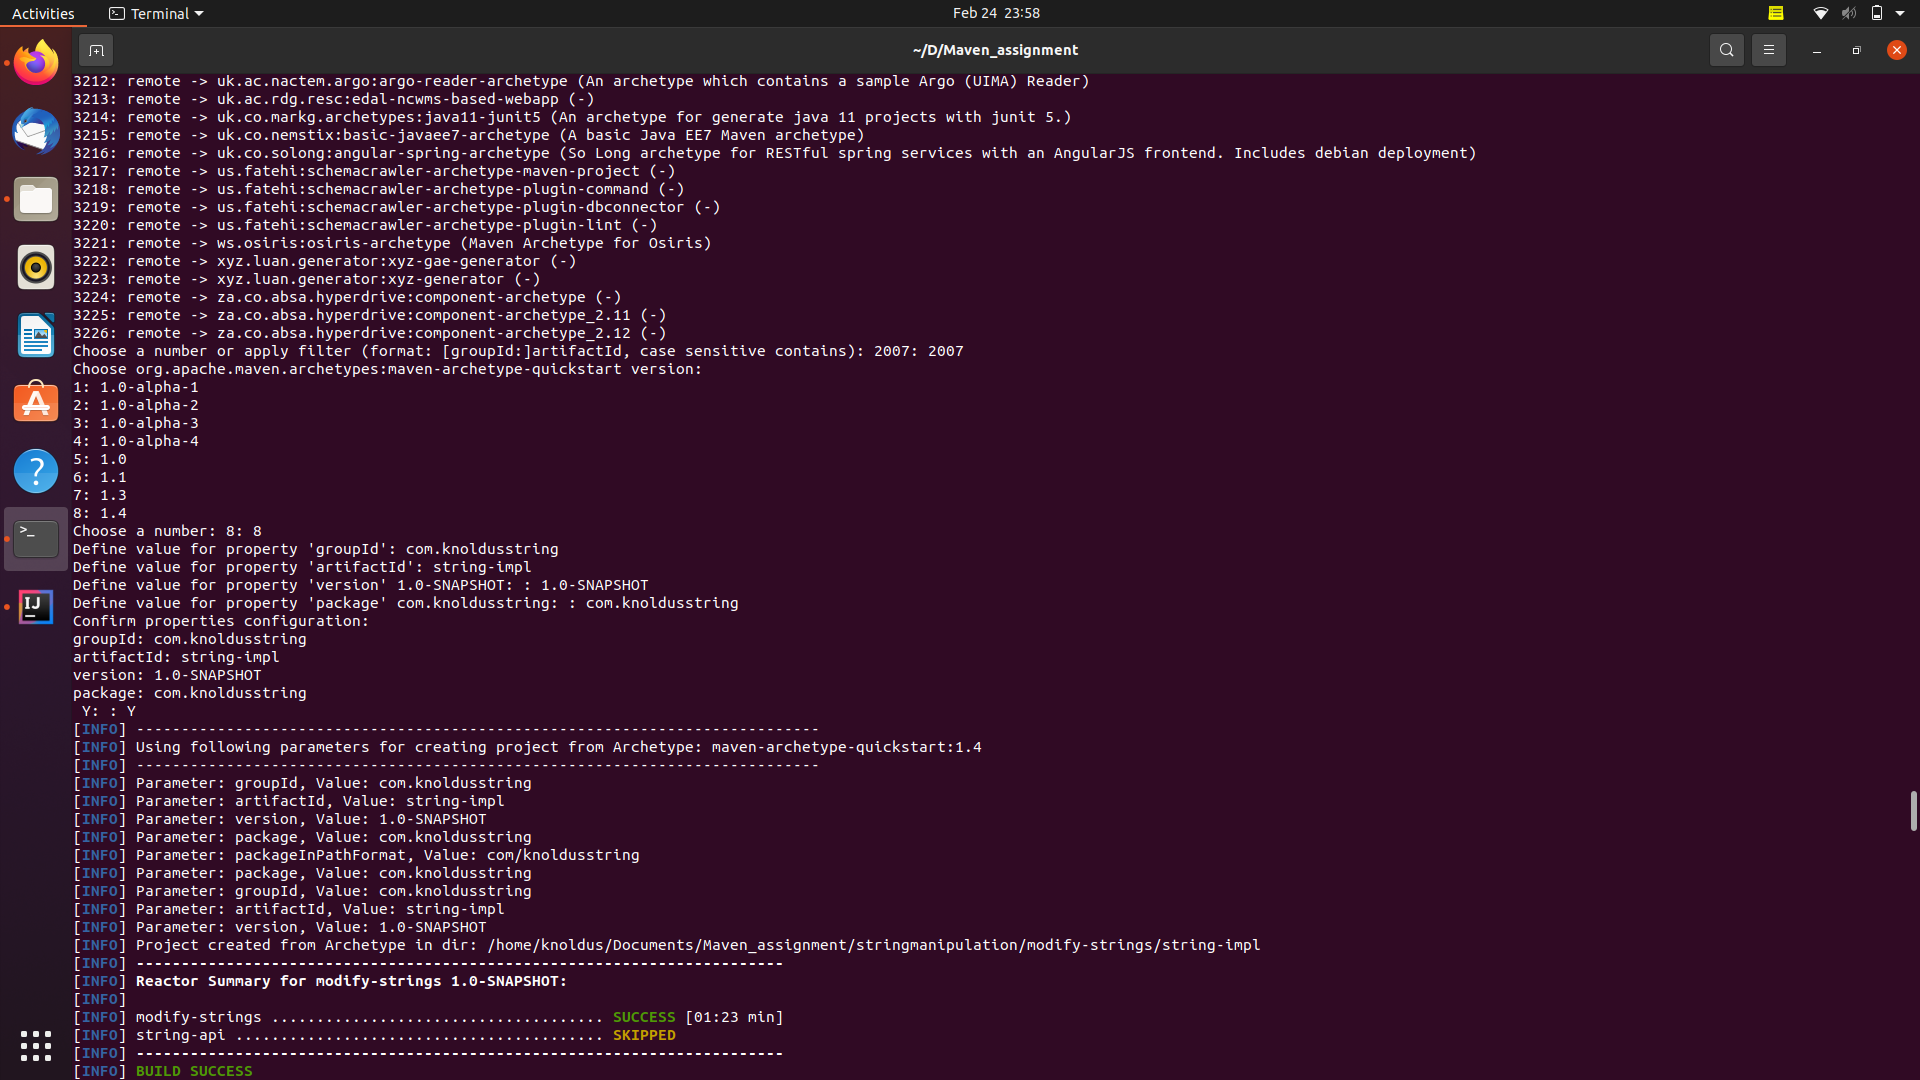 Activities
Terminal
Feb 24 23:58
~/D/Maven_assignment
3212: remote -> uk.ac.nactem.argo:argo-reader-archetype (An archetype which contains a sample Argo (UIMA) Reader)
3213: remote -> uk.ac.rdg.resc:edal-ncwms-based-webapp (-)
3214: remote -> uk.co.markg.archetypes:java11-junit5 (An archetype for generate java 11 projects with junit 5.)
3215: remote -> uk.co.nemstix:basic-javaee7-archetype (A basic Java EE7 Maven archetype)
3216: remote -> uk.co.solong:angular-spring-archetype (So Long archetype for RESTful spring services with an AngularJS frontend. Includes debian deployment)
3217: remote -> us.fatehi:schemacrawler-archetype-maven-project (-)
3218: remote -> us.fatehi:schemacrawler-archetype-plugin-command (-)
3219: remote -> us.fatehi:schemacrawler-archetype-plugin-dbconnector (-)
3220: remote -> us.fatehi:schemacrawler-archetype-plugin-lint (-)
3221: remote -> ws.osiris:osiris-archetype (Maven Archetype for Osiris)
3222: remote -> xyz.luan.generator:xyz-gae-generator (-)
3223: remote -> xyz.luan.generator:xyz-generator (-)
3224: remote -> za.co.absa.hyperdrive:component-archetype (-)
3225: remote -> za.co.absa.hyperdrive:component-archetype_2.11 (-)
3226: remote -> za.co.absa.hyperdrive:component-archetype_2.12 (-)
Choose a number or apply filter (format: [groupId:]artifactId, case sensitive contains): 2007: 2007
Choose org.apache.maven.archetypes:maven-archetype-quickstart version:
1: 1.0-alpha-1
2: 1.0-alpha-2
3: 1.0-alpha-3
4: 1.0-alpha-4
5: 1.0
6: 1.1
7: 1.3
8: 1.4
Choose a number: 8: 8
Define value for property 'groupId': com.knoldusstring
Define value for property 'artifactId': string-impl
Define value for property 'version' 1.0-SNAPSHOT: : 1.0-SNAPSHOT
Define value for property 'package' com.knoldusstring: : com.knoldusstring
Confirm properties configuration:
groupId: com.knoldusstring
artifactId: string-impl
version: 1.0-SNAPSHOT
package: com.knoldusstring
Y: : Y
[INFO] ----------------------------------------------------------------------------
[INFO] Using following parameters for creating project from Archetype: maven-archetype-quickstart:1.4
[INFO] ----------------------------------------------------------------------------
[INFO] Parameter: groupId, Value: com.knoldusstring
[INFO] Parameter: artifactId, Value: string-impl
[INFO] Parameter: version, Value: 1.0-SNAPSHOT
[INFO] Parameter: package, Value: com.knoldusstring
[INFO] Parameter: packageInPathFormat, Value: com/knoldusstring
[INFO] Parameter: package, Value: com.knoldusstring
[INFO] Parameter: groupId, Value: com.knoldusstring
[INFO] Parameter: artifactId, Value: string-impl
[INFO] Parameter: version, Value: 1.0-SNAPSHOT
[INFO] Project created from Archetype in dir: /home/knoldus/Documents/Maven_assignment/stringmanipulation/modify-strings/string-impl
[INFO] ------------------------------------------------------------------------
[INFO] Reactor Summary for modify-strings 1.0-SNAPSHOT:
[INFO]
[INFO] modify-strings ..................................... SUCCESS [01:23 min]
[INFO] string-api ......................................... SKIPPED
[INFO] ------------------------------------------------------------------------
[INFO] BUILD SUCCESS